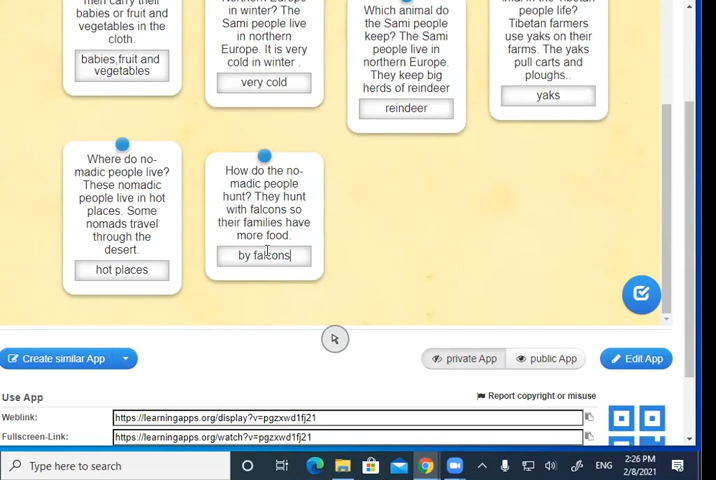 men carry their
babies or fruit and
vegetables in the
cloth.
babies,fruit and
vegetables
Northern Europe
in winter? The
Sami people live
in northern
Europe. It is very
cold in winter .
very cold
Which animal do
the Sami people
keep? The Sami
people live in
northern Europe.
They keep big
herds of reindeer
reindeer
people life?
Tibetan farmers
use yaks on their
farms. The yaks
pull carts and
ploughs..
yaks
Where do no-
madic people live?
These nomadic
people live in hot
places. Some
nomads travel
through the
desert.
hot places
How do the no-
madic people
hunt? They hunt
with falcons so
their families have
more food.
by falcons
Create similar App
private App
public App
Edit App
Use App
Report copyright or misuse
Weblink:
https://learningapps.org/display?v=pgzxwd1fj21
Fullscreen-Link:
https://learningapps.org/watch?v=pgzxwd1fj21
Type here to search
ENG
2:26 PM
2/8/2021